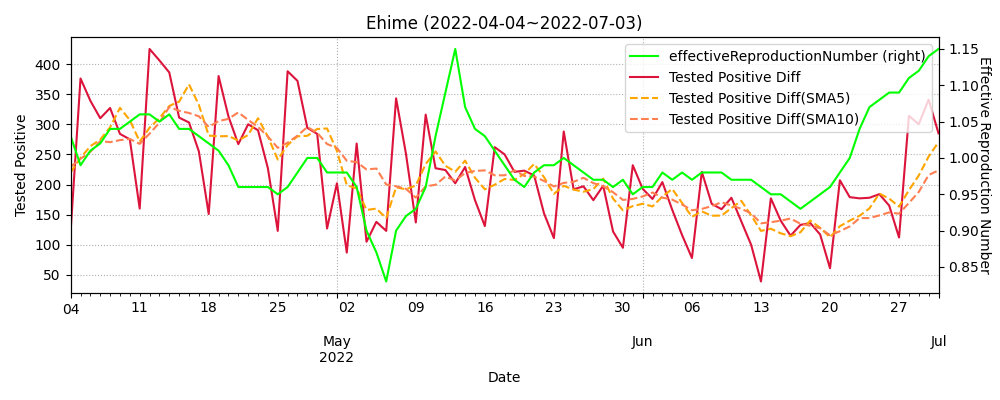 Ehime (2022-04-04~2022-07-03)
effectiveReproductionNumber (right)
Tested Positive Diff
Tested Positive Diff(SMA5)
Tested Positive Diff(SMA10)
Tested Positive
400
350
300
250
200
150
100
50
1.15
1.10
1.05
1.00
0.95
0.90
0.85
Effective Reproduction Number
04 11 18 25 02 09 16 23 30 06 13 20 27
May Jun Jul
2022
Date